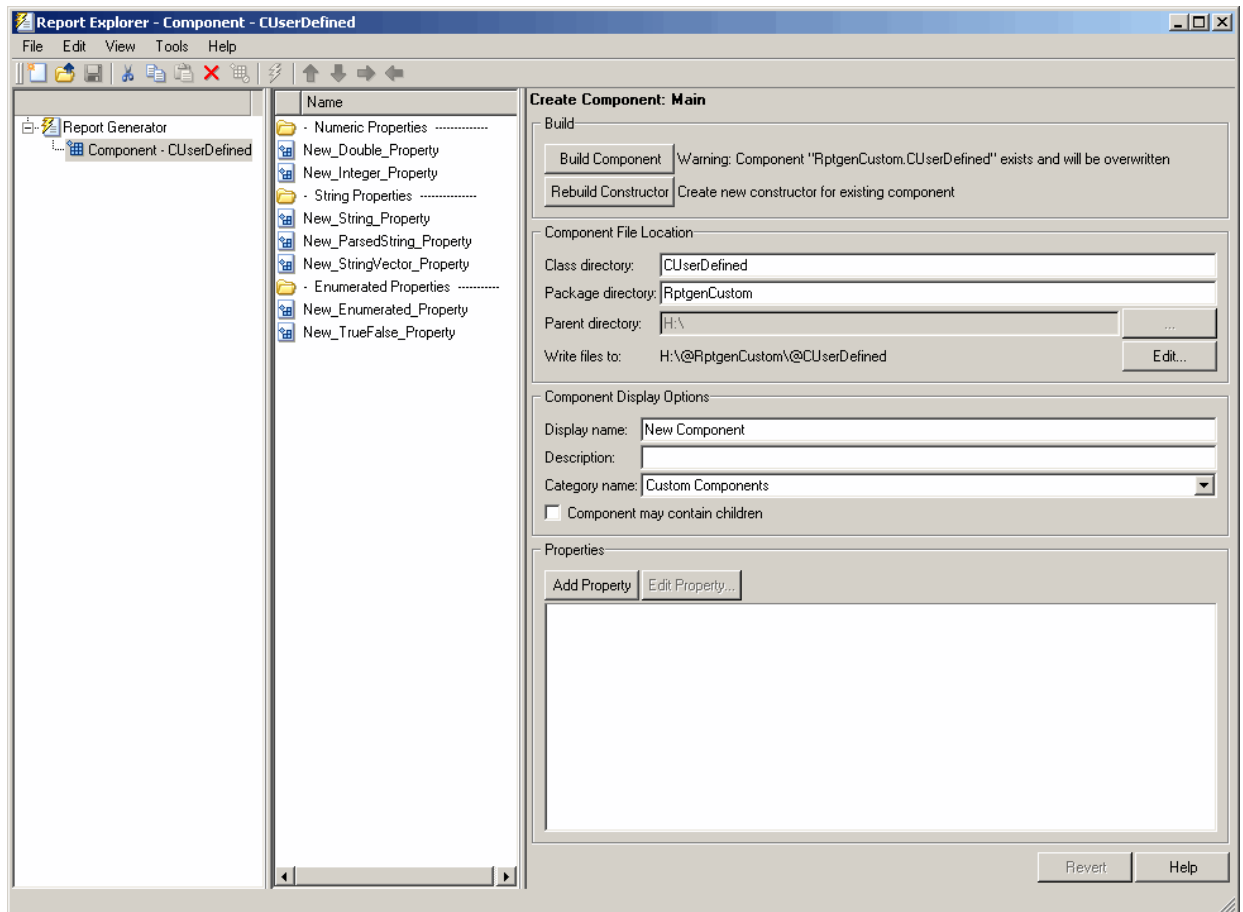 Report Explorer - Component - CUserDefined
File Edit View Tools Help
Report Generator
Component - CUserDefined
Name
- Numeric Properties -------------
New_Double_Property
New_Integer_Property
- String Properties --------------
New_String_Property
New_ParsedString_Property
New_StringVector_Property
- Enumerated Properties ----------
New_Enumerated_Property
New_TrueFalse_Property
Create Component: Main
Build
Build Component Warning: Component "RptgenCustom.CUserDefined" exists and will be overwritten
Rebuild Constructor Create new constructor for existing component
Component File Location
Class directory: CUserDefined
Package directory: RptgenCustom
Parent directory: H:\ ...
Write files to: H:\@RptgenCustom\@CUserDefined Edit...
Component Display Options
Display name: New Component
Description:
Category name: Custom Components
Component may contain children
Properties
Add Property Edit Property...
Revert Help